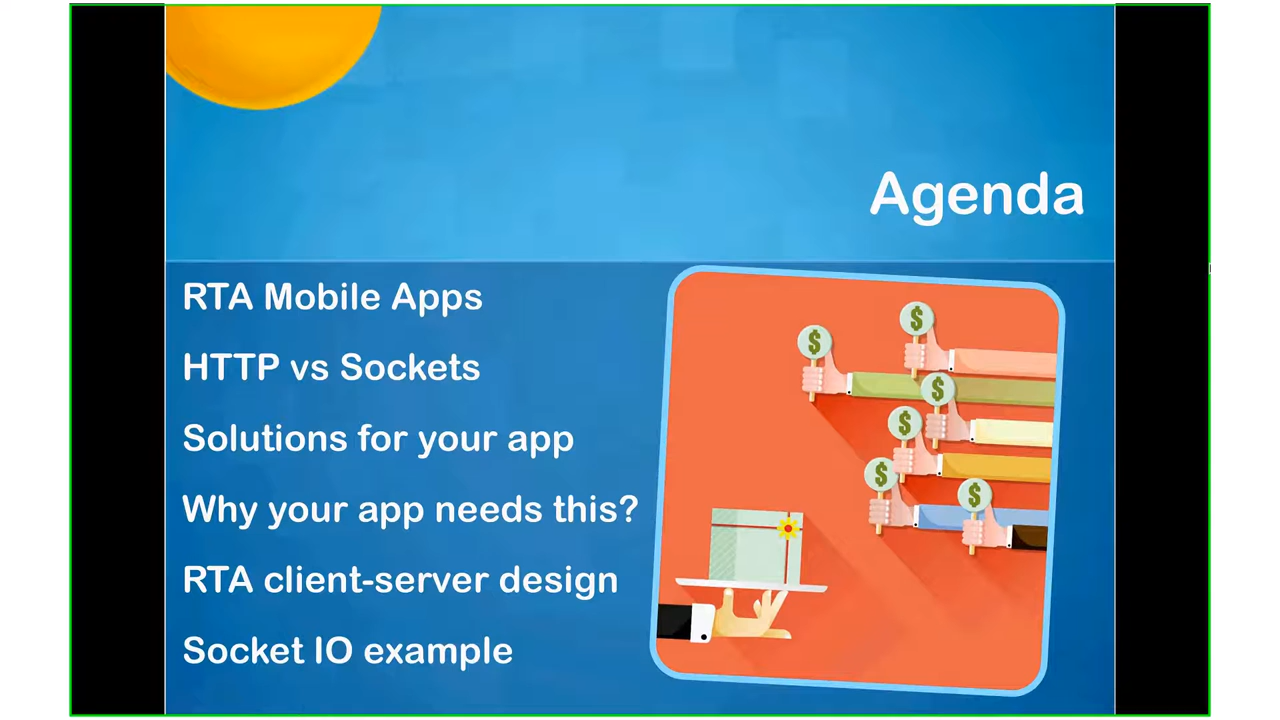 Agenda
RTA Mobile Apps
HTTP vs Sockets
Solutions for your app
Why your app needs this?
RTA client-server design
Socket IO example
$
$
$
$
$
$